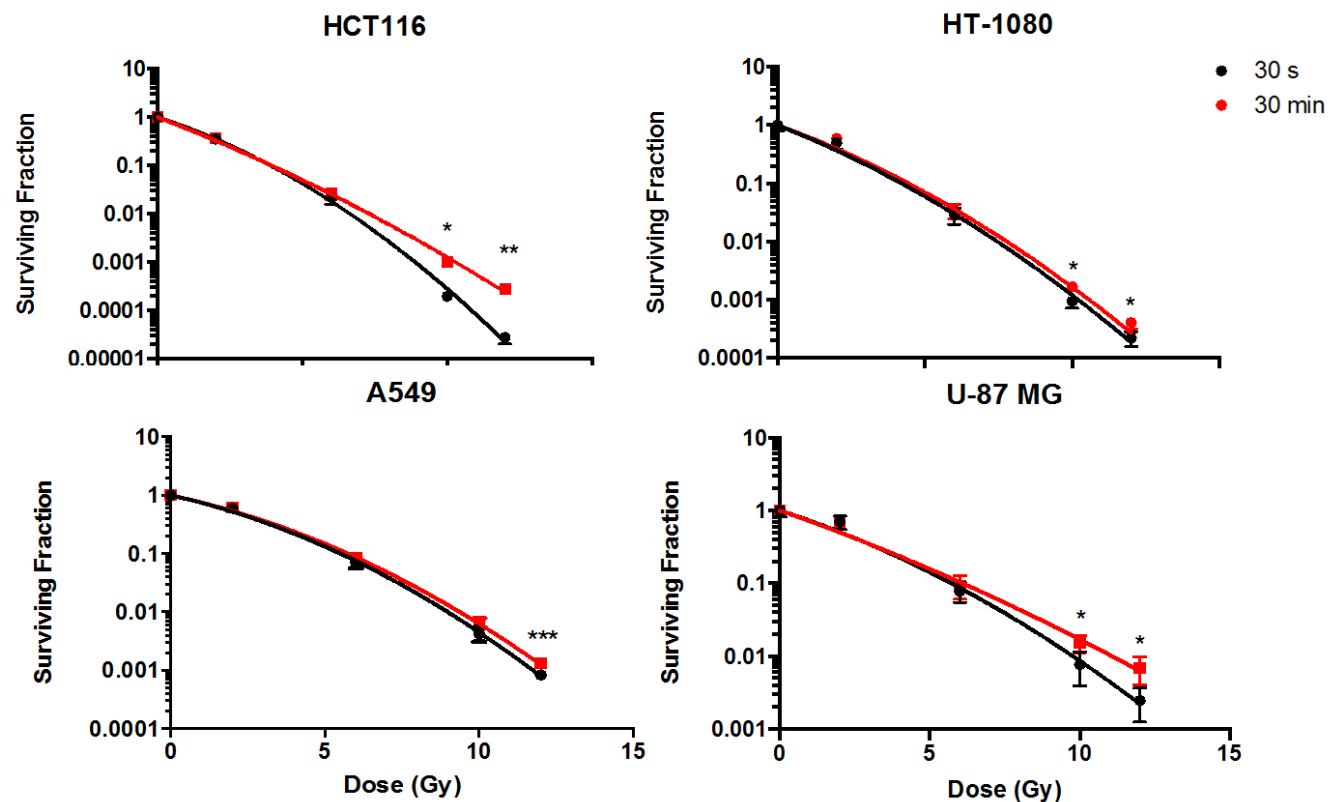 HCT116
10
1
0.1
0.01
0.001
0.0001
0.00001
Surviving Fraction
*
**
HT-1080
10
1
0.1
0.01
0.001
0.0001
Surviving Fraction
*
*
30 s
30 min
A549
10
1
0.1
0.01
0.001
0.0001
Surviving Fraction
***
0 5 10 15
Dose (Gy)
U-87 MG
10
1
0.1
0.01
0.001
Surviving Fraction
*
*
0 5 10 15
Dose (Gy)